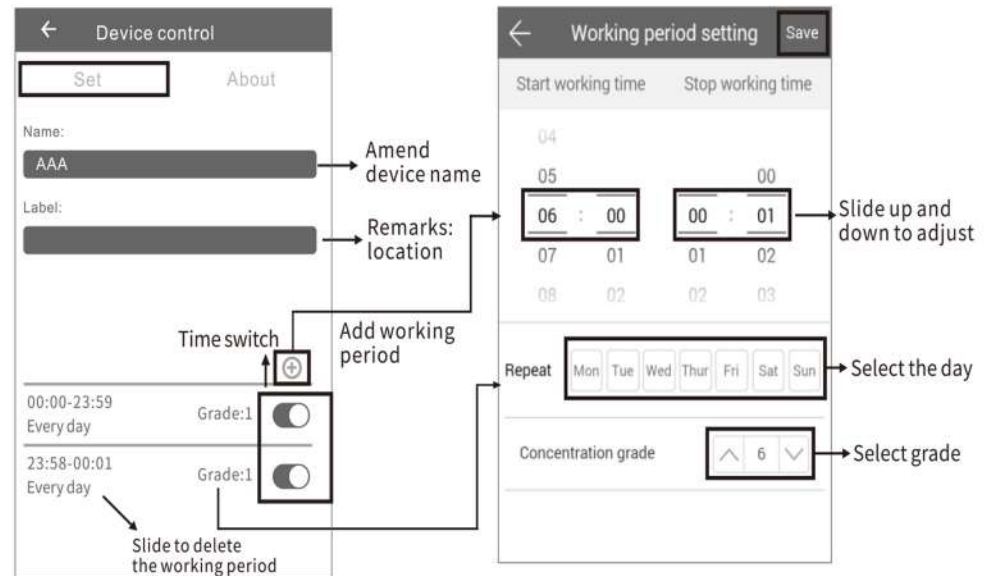 Device control
Set About
Name:
AAA
Label:
Amend
device name
Remarks:
location
Time switch
Add working
period
00:00-23:59
Every day
Grade:1
23:58-00:01
Every day
Grade:1
Slide to delete
the working period
Working period setting Save
Start working time Stop working time
04
05 00
06 : 00 00 : 01
07 01 01 02
08 02 02 03
Slide up and
down to adjust
Repeat Mon Tue Wed Thur Fri Sat Sun
Select the day
Concentration grade 6
Select grade